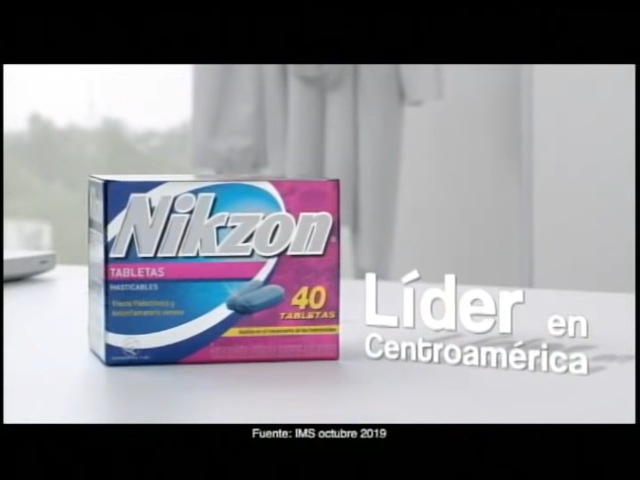 Nikzon
TABLETAS
MASTICABLES
40
TABLETAS
Líder en
Centroamérica
Fuente: IMS octubre 2019